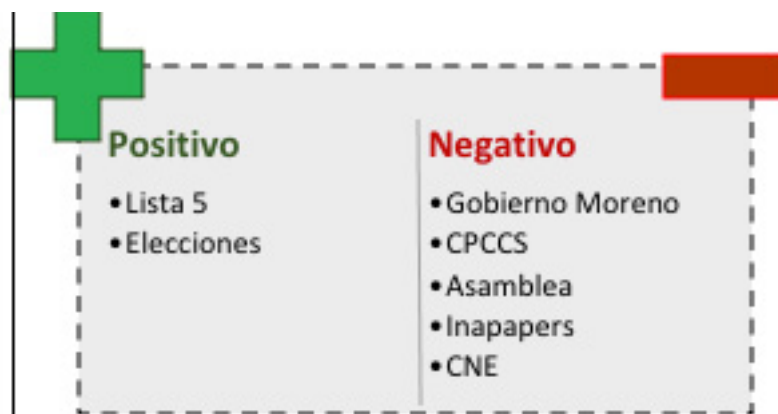 Positivo
•Lista 5
•Elecciones
Negativo
•Gobierno Moreno
•CPCCS
•Asamblea
•Inapapers
•CNE